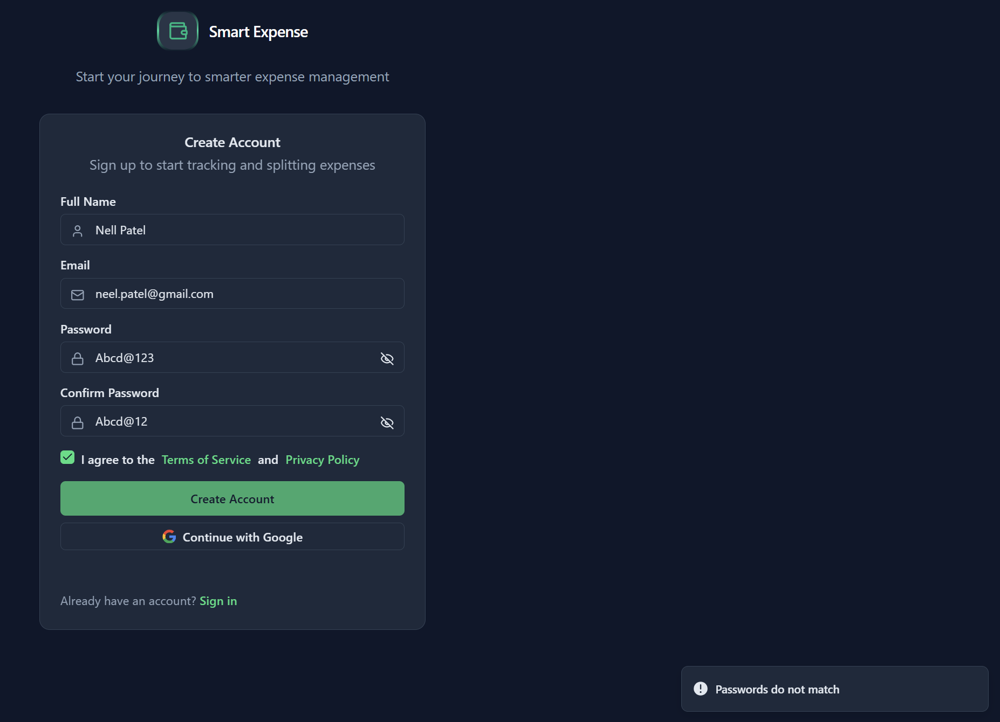 Smart Expense
Start your journey to smarter expense management
Create Account
Sign up to start tracking and splitting expenses
Full Name
Nell Patel
Email
neel.patel@gmail.com
Password
Abcd@123
Confirm Password
Abcd@12
I agree to the Terms of Service and Privacy Policy
Create Account
Continue with Google
Already have an account? Sign in
Passwords do not match